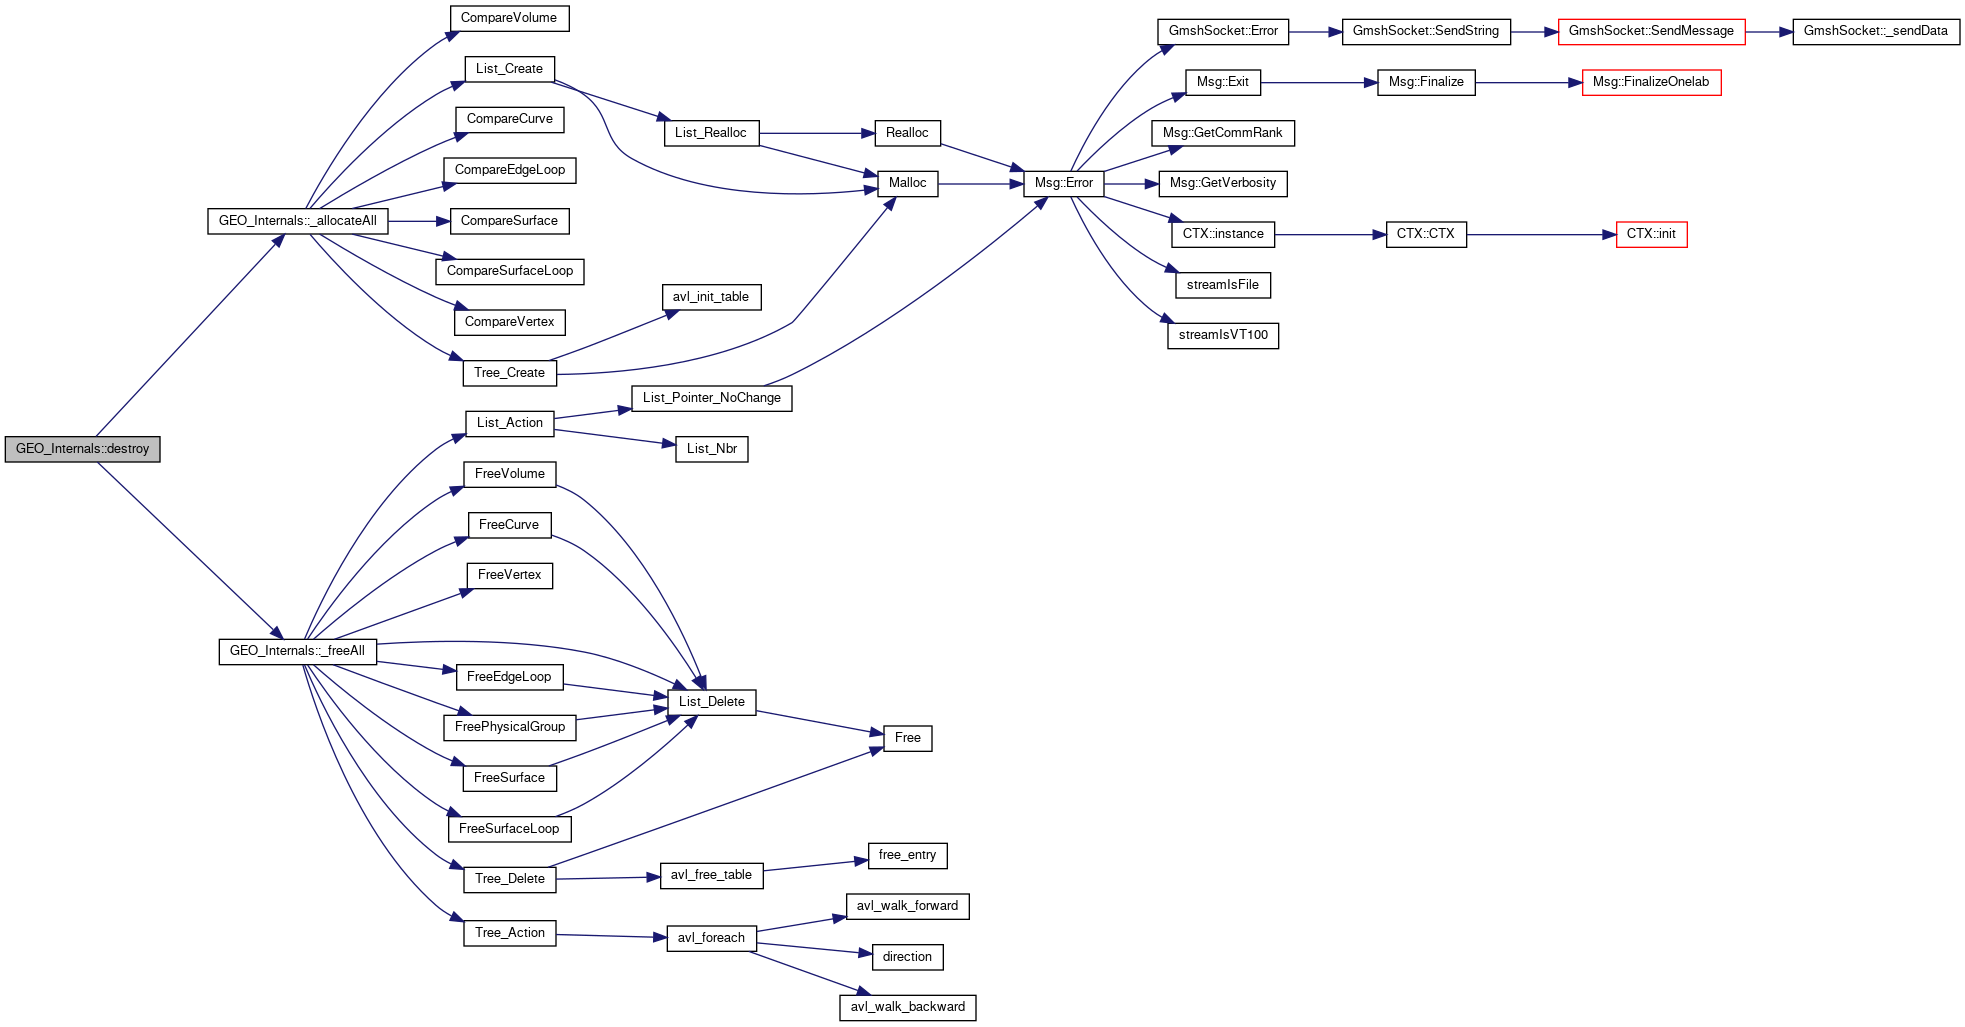 CompareVolume
GmshSocket::Error
GmshSocket::SendString
GmshSocket::SendMessage
GmshSocket::_sendData
List_Create
Msg::Exit
Msg::Finalize
Msg::FinalizeOnelab
CompareCurve
List_Realloc
Realloc
Msg::GetCommRank
CompareEdgeLoop
Malloc
Msg::Error
Msg::GetVerbosity
GEO_Internals::_allocateAll
CompareSurface
CTX::instance
CTX::CTX
CTX::init
CompareSurfaceLoop
streamIsFile
avl_init_table
CompareVertex
streamIsVT100
Tree_Create
List_Pointer_NoChange
List_Action
GEO_Internals::destroy
List_Nbr
FreeVolume
FreeCurve
FreeVertex
GEO_Internals::_freeAll
FreeEdgeLoop
List_Delete
FreePhysicalGroup
Free
FreeSurface
FreeSurfaceLoop
free_entry
Tree_Delete
avl_free_table
avl_walk_forward
Tree_Action
avl_foreach
direction
avl_walk_backward